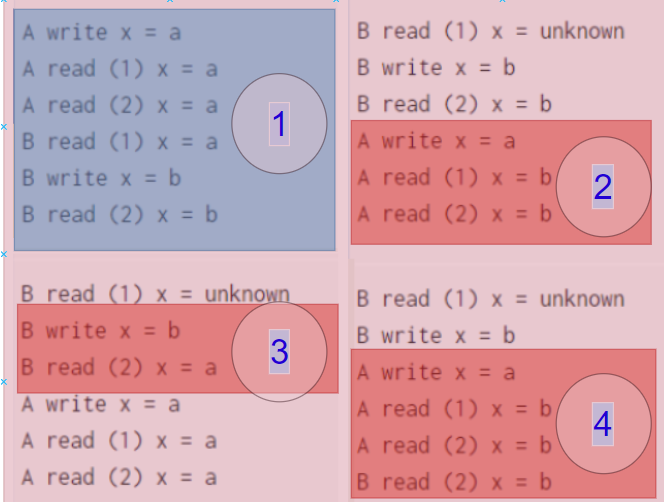 A write x = a
A read (1) x = a
A read (2) x = a
B read (1) x = a
B write x = b
B read (2) x = b
1
B read (1) x = unknown
B write x = b
B read (2) x = b
A write x = a
A read (1) x = b
A read (2) x = b
2
B read (1) x = unknown
B write x = b
B read (2) x = a
A write x = a
A read (1) x = a
A read (2) x = a
3
B read (1) x = unknown
B write x = b
A write x = a
A read (1) x = b
A read (2) x = b
B read (2) x = b
4